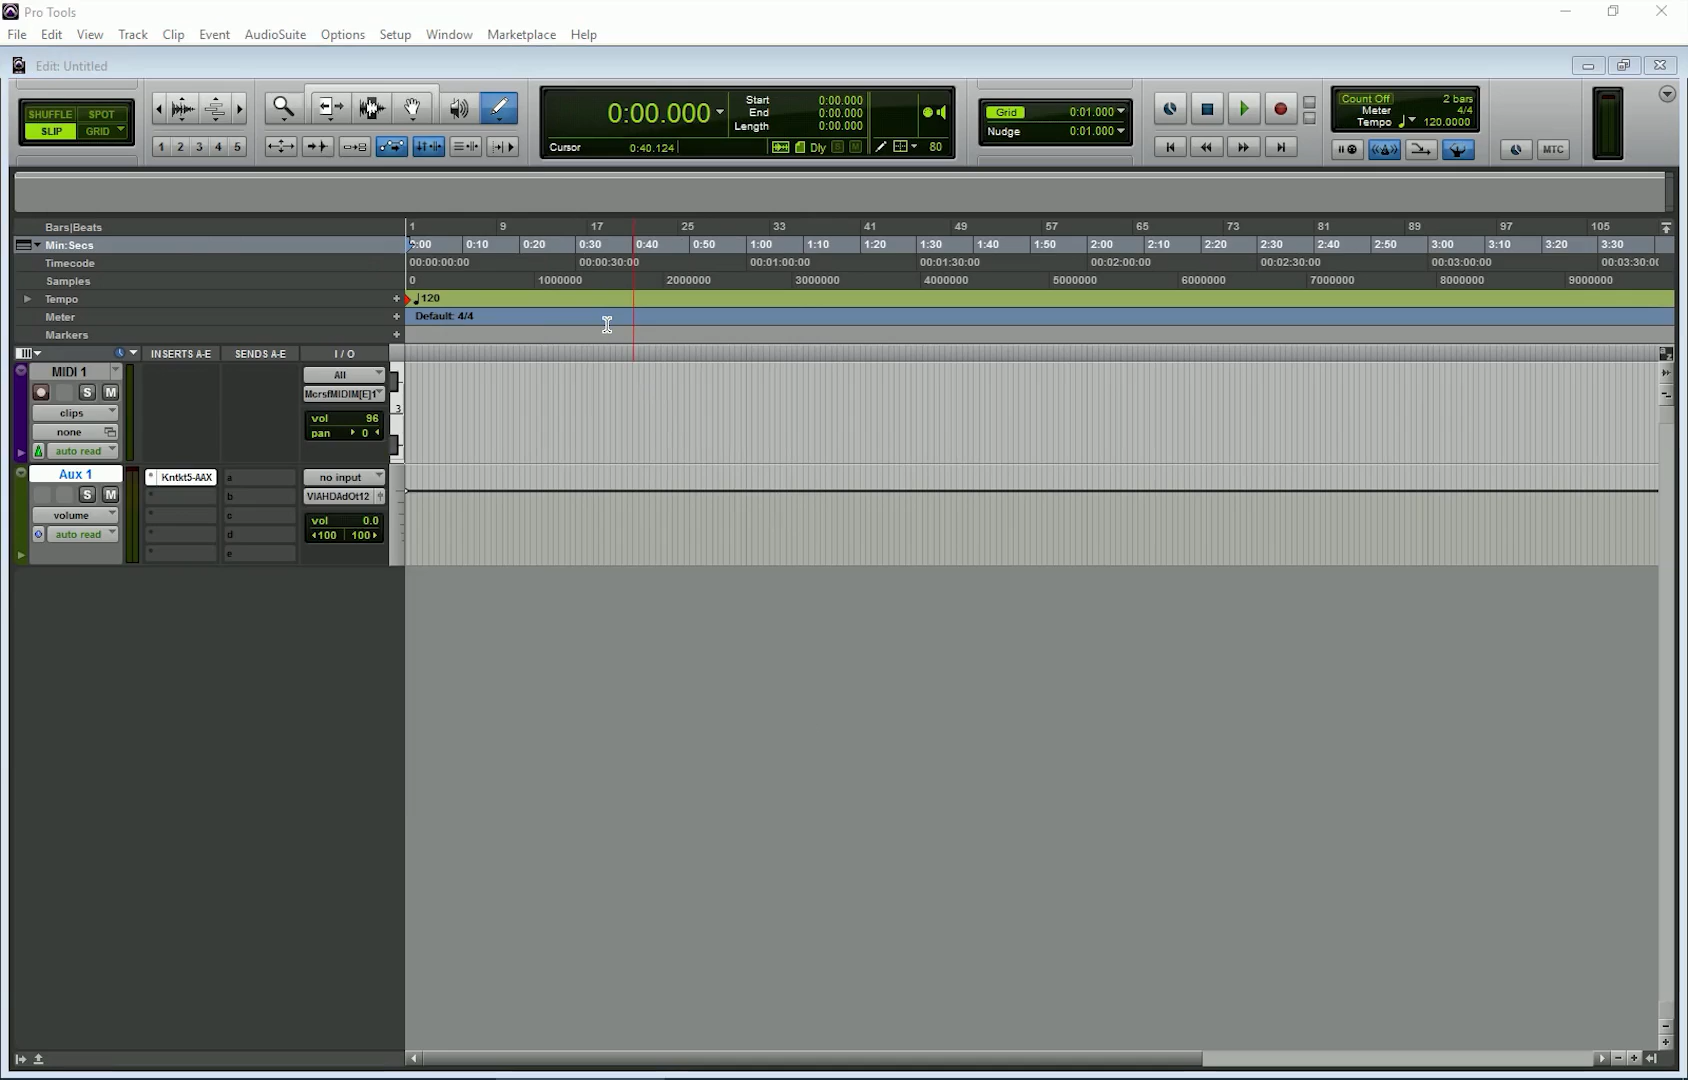 Pro Tools
File Edit View Track Clip Event AudioSuite Options Setup Window Marketplace Help
Edit: Untitled
SHUFFLE SPOT
SLIP GRID
1 2 3 4 5
0:00.000
Start 0:00.000
End 0:00.000
Length 0:00.000
Cursor 0:40.124 Dly S M 80
Grid 0:01.000
Nudge 0:01.000
Count Off 2 bars
Meter 4/4
Tempo 120.0000
MTC
Bars|Beats 1 9 17 25 33 41 49 57 65 73 81 89 97 105
Min:Secs 0:00 0:10 0:20 0:30 0:40 0:50 1:00 1:10 1:20 1:30 1:40 1:50 2:00 2:10 2:20 2:30 2:40 2:50 3:00 3:10 3:20 3:30
Timecode 00:00:00:00 00:00:30:00 00:01:00:00 00:01:30:00 00:02:00:00 00:02:30:00 00:03:00:00 00:03:30:00
Samples 0 1000000 2000000 3000000 4000000 5000000 6000000 7000000 8000000 9000000
Tempo + 120
Meter + Default: 4/4
Markers +
INSERTS A-E SENDS A-E I / O
MIDI 1 All
S M McrsfMIDIM[E]1
clips vol 96 3
none pan 0
auto read
Aux 1 Kntkt5-AAX a no input
S M b VIAHDAdOt12
volume c vol 0.0
auto read d 100 100
e